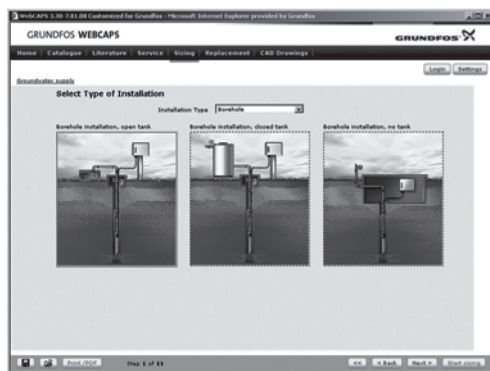 WebCAPS 3.30-7.01.08 Customized for Grundfos - Microsoft Internet Explorer provided by Grundfos
GRUNDFOS WEBCAPS
GRUNDFOS
Home Catalogue Literature Service Sizing Replacement CAD Drawings
Login Settings
Groundwater supply
Select Type of Installation
Installation Type Borehole
Borehole installation, open tank Borehole installation, closed tank Borehole installation, no tank
Print/PDF Step 1 of 11 << < Back Next > Start sizing